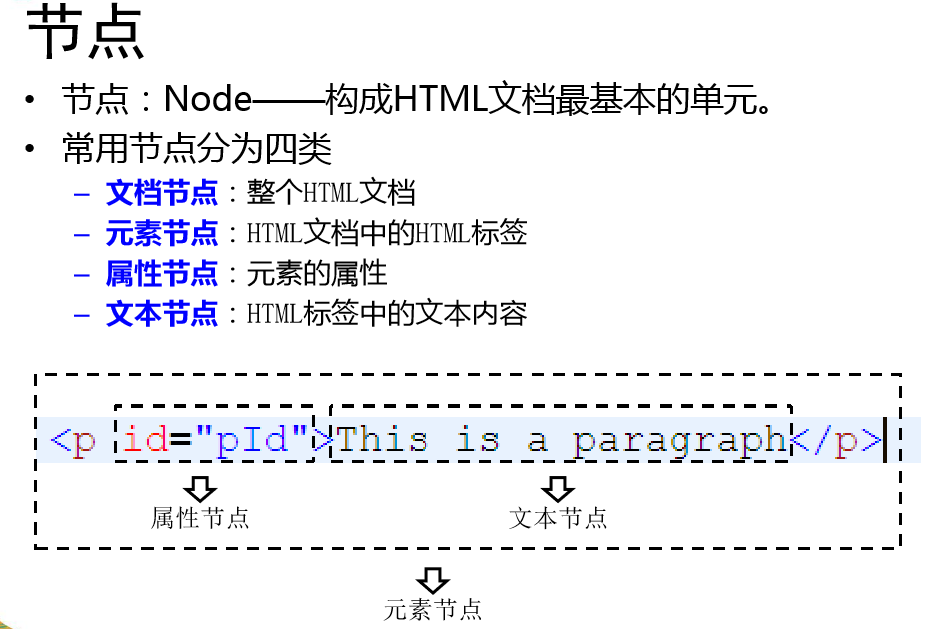 节点
• 节点：Node——构成HTML文档最基本的单元。
• 常用节点分为四类
– 文档节点：整个HTML文档
– 元素节点：HTML文档中的HTML标签
– 属性节点：元素的属性
– 文本节点：HTML标签中的文本内容
<p id="pId">This is a paragraph</p>
属性节点 文本节点
元素节点